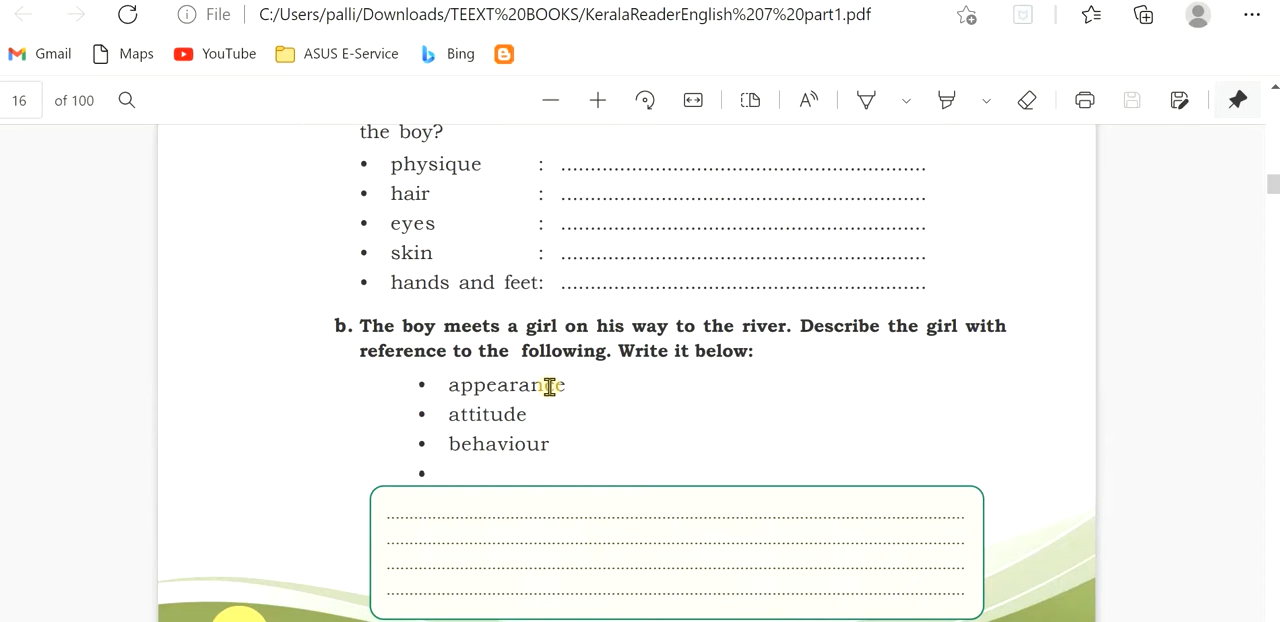 File C:/Users/palli/Downloads/TEEXT%20BOOKS/KeralaReaderEnglish%207%20part1.pdf
Gmail Maps YouTube ASUS E-Service Bing
16 of 100
the boy?
• physique : ..............................................................
• hair : ..............................................................
• eyes : ..............................................................
• skin : ..............................................................
• hands and feet: ..............................................................
b. The boy meets a girl on his way to the river. Describe the girl with
reference to the following. Write it below:
• appearance
• attitude
• behaviour
•